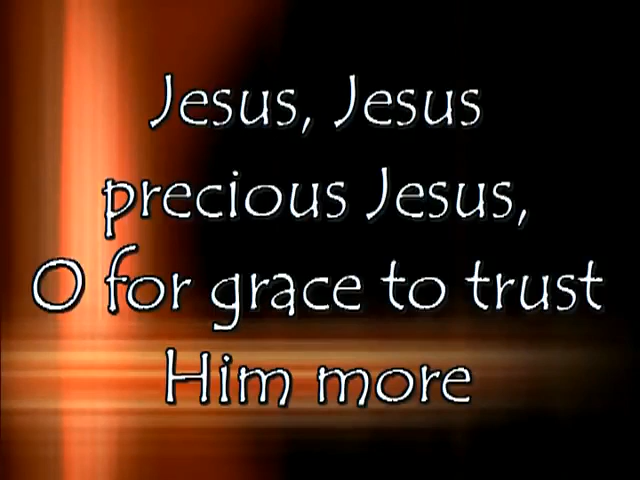 Jesus, Jesus
precious Jesus,
O for grace to trust
Him more